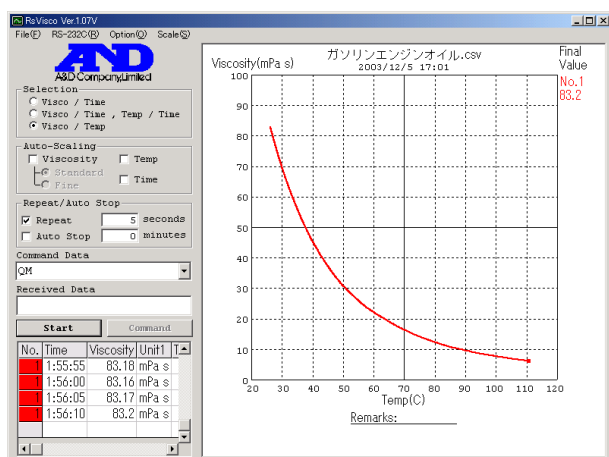 RsVisco Ver.1.07V
File(F) RS-232C(R) Option(O) Scale(S)
AND
A&D Company,Limited
Selection
Visco / Time
Visco / Time , Temp / Time
Visco / Temp
Auto-Scaling
Viscosity
Temp
Standard
Fine
Time
Repeat/Auto Stop
Repeat 5 seconds
Auto Stop 0 minutes
Command Data
QM
Received Data
Start Command
No. Time Viscosity Unit1 T
1 1:55:55 83.18 mPa s
1 1:56:00 83.16 mPa s
1 1:56:05 83.17 mPa s
1 1:56:10 83.2 mPa s
Viscosity(mPa s)
ガソリンエンジンオイル.csv
2003/12/5 17:01
Final
Value
No.1
83.2
100
90
80
70
60
50
40
30
20
10
0
20 30 40 50 60 70 80 90 100 110 120
Temp(C)
Remarks: